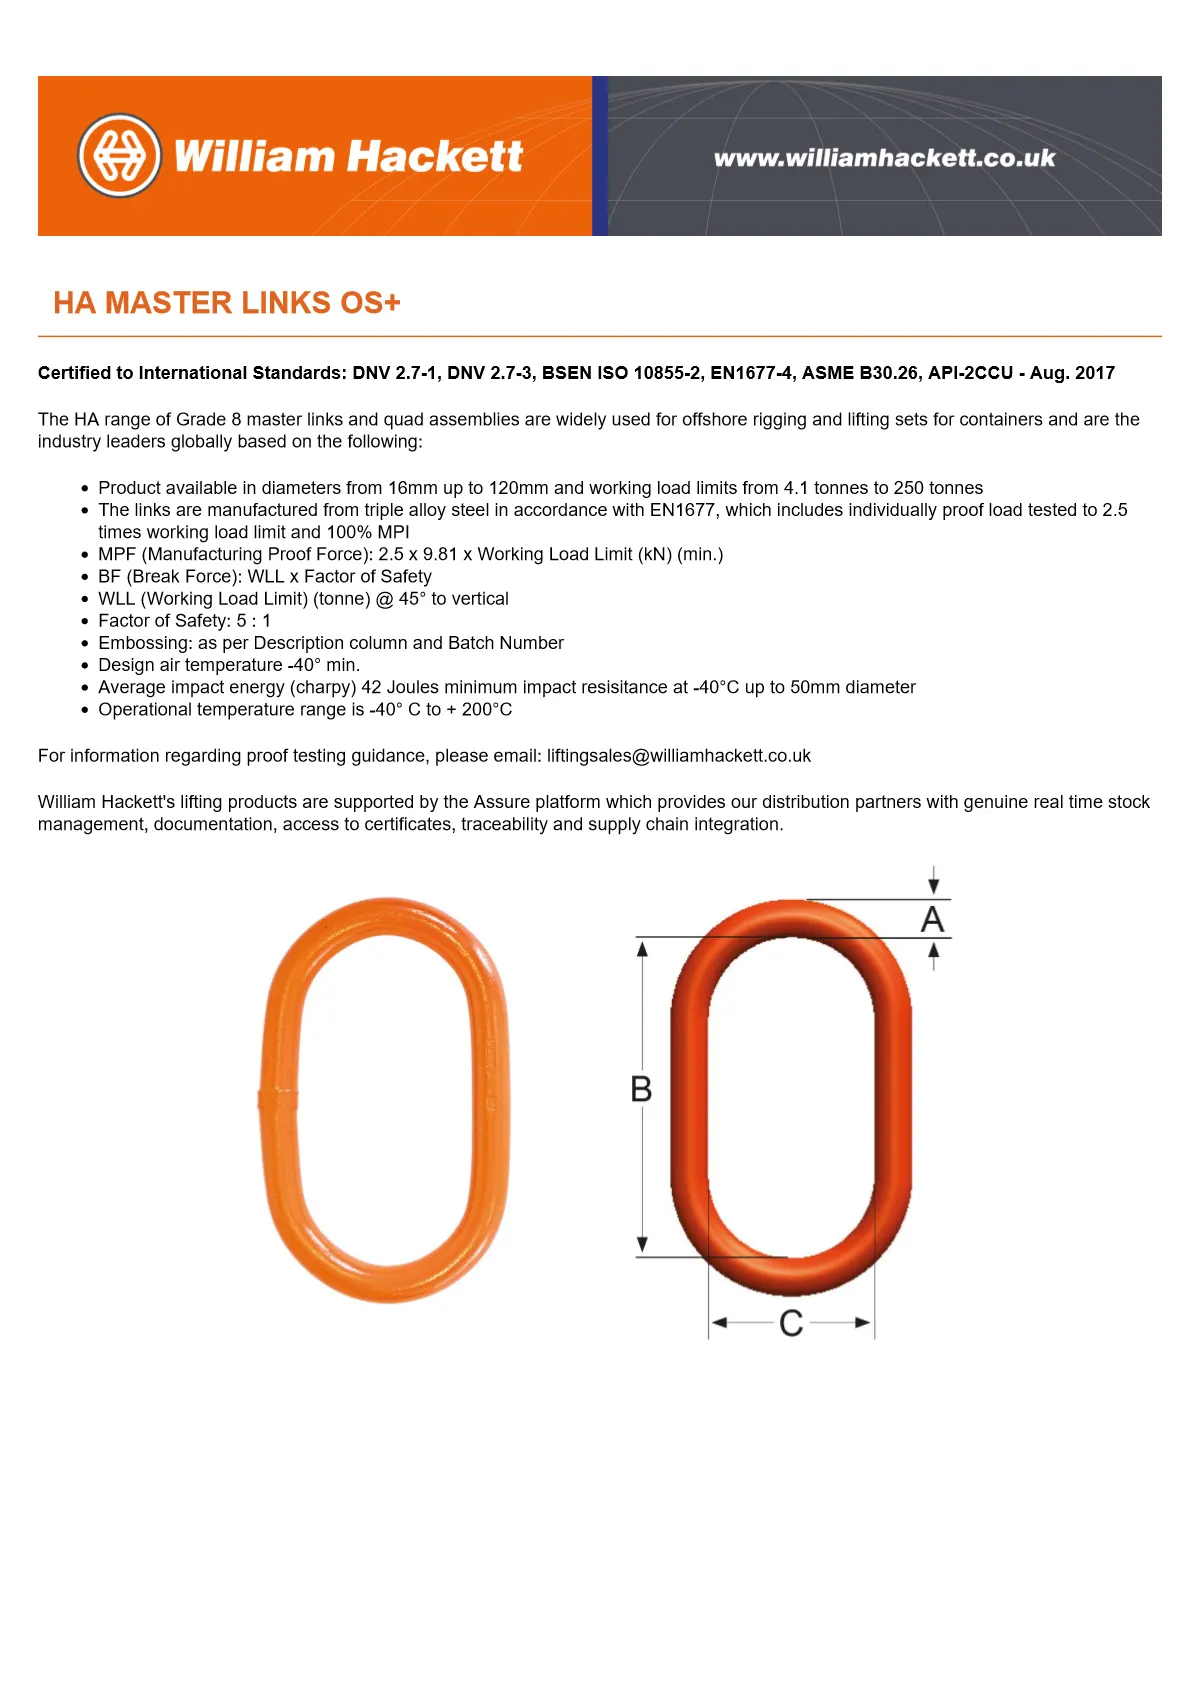 William Hackett
www.williamhackett.co.uk
HA MASTER LINKS OS+
Certified to International Standards: DNV 2.7-1, DNV 2.7-3, BSEN ISO 10855-2, EN1677-4, ASME B30.26, API-2CCU - Aug. 2017
The HA range of Grade 8 master links and quad assemblies are widely used for offshore rigging and lifting sets for containers and are the
industry leaders globally based on the following:
• Product available in diameters from 16mm up to 120mm and working load limits from 4.1 tonnes to 250 tonnes
• The links are manufactured from triple alloy steel in accordance with EN1677, which includes individually proof load tested to 2.5
times working load limit and 100% MPI
• MPF (Manufacturing Proof Force): 2.5 x 9.81 x Working Load Limit (kN) (min.)
• BF (Break Force): WLL x Factor of Safety
• WLL (Working Load Limit) (tonne) @ 45° to vertical
• Factor of Safety: 5 : 1
• Embossing: as per Description column and Batch Number
• Design air temperature -40° min.
• Average impact energy (charpy) 42 Joules minimum impact resisitance at -40°C up to 50mm diameter
• Operational temperature range is -40° C to + 200°C
For information regarding proof testing guidance, please email: liftingsales@williamhackett.co.uk
William Hackett's lifting products are supported by the Assure platform which provides our distribution partners with genuine real time stock
management, documentation, access to certificates, traceability and supply chain integration.
A
B
C